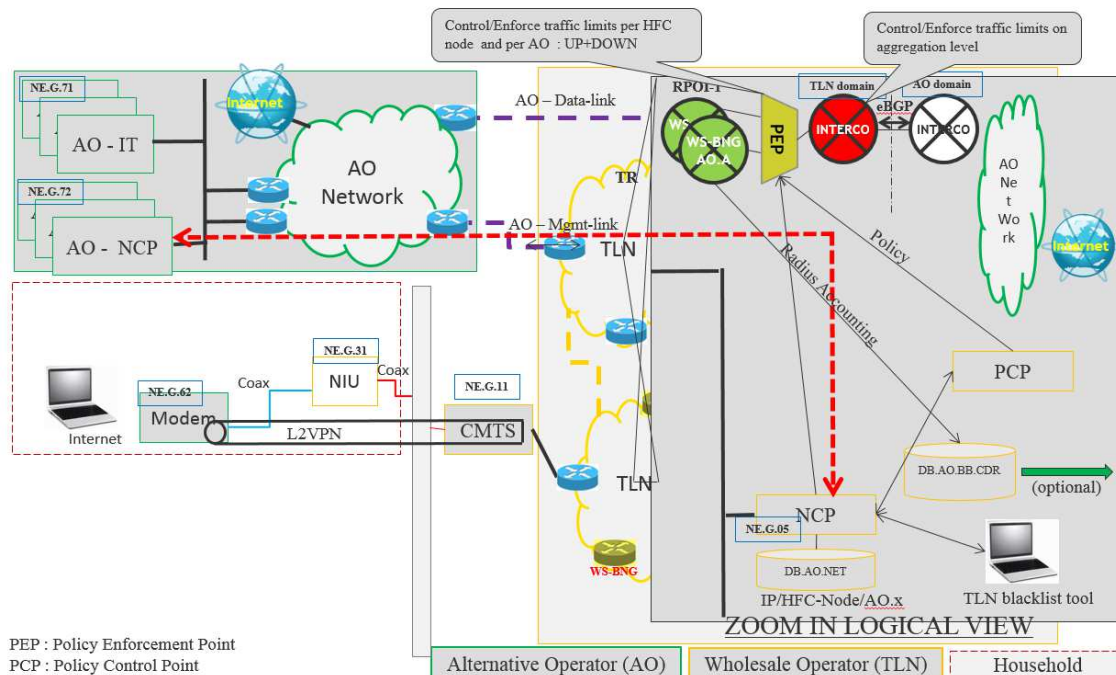 Control/Enforce traffic limits per HFC
node and per AO : UP+DOWN
Control/Enforce traffic limits on
aggregation level
NE.G.71
AO - IT
NE.G.72
AO - NCP
Internet
AO
Network
AO – Data-link
AO – Mgmt-link
TR
TLN
TLN
WS-BNG
RPOI-1
WS
WS-BNG
AO.A
PEP
TLN domain
INTERCO
eBGP
AO domain
INTERCO
AO
Net
Work
Internet
Policy
Radius Accounting
PCP
DB.AO.BB.CDR
(optional)
NCP
NE.G.05
DB.AO.NET
IP/HFC-Node/AO.x
TLN blacklist tool
ZOOM IN LOGICAL VIEW
Internet
NE.G.62
Modem
Coax
NE.G.31
NIU
Coax
L2VPN
NE.G.11
CMTS
PEP : Policy Enforcement Point
PCP : Policy Control Point
Alternative Operator (AO)
Wholesale Operator (TLN)
Household